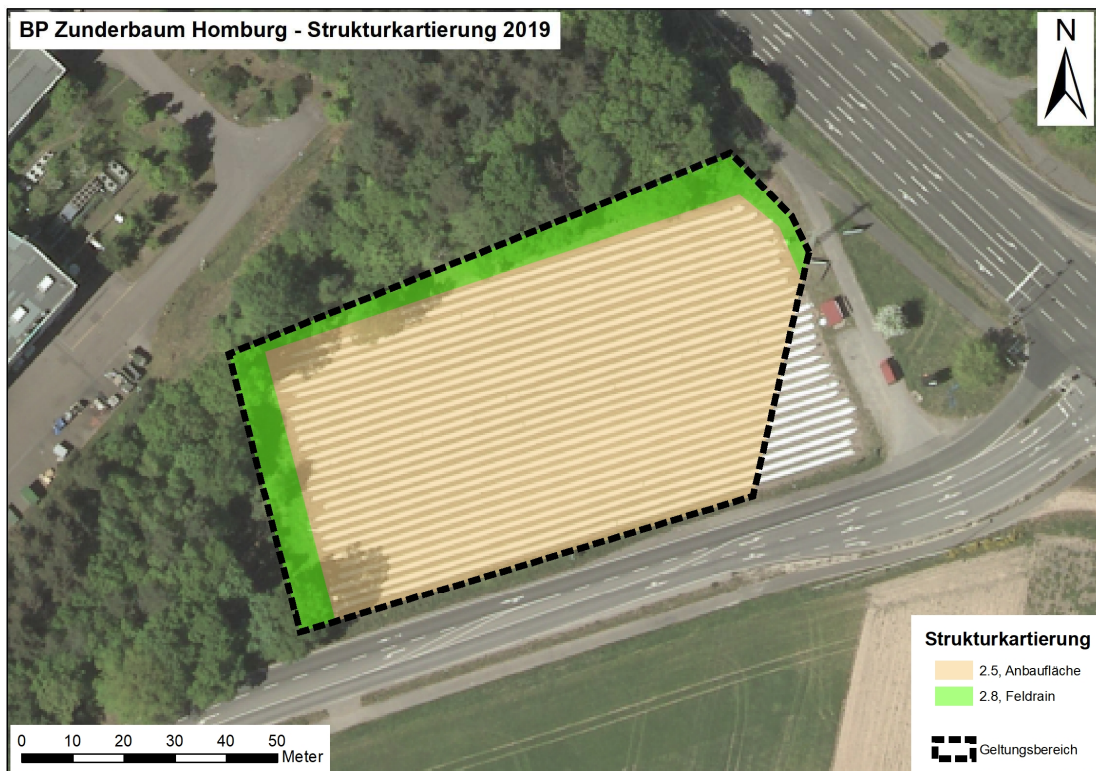 BP Zunderbaum Homburg - Strukturkartierung 2019
N
Strukturkartierung
2.5, Anbaufläche
2.8, Feldrain
Geltungsbereich
0 10 20 30 40 50
Meter